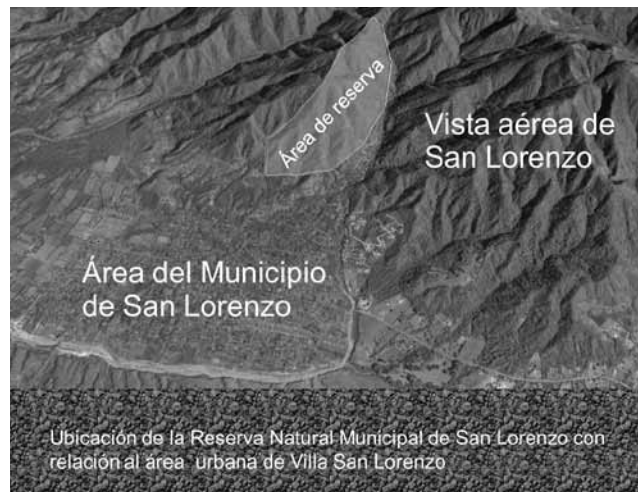 Área de reserva
Vista aérea de
San Lorenzo
Área del Municipio
de San Lorenzo
Ubicación de la Reserva Natural Municipal de San Lorenzo con
relación al área urbana de Villa San Lorenzo